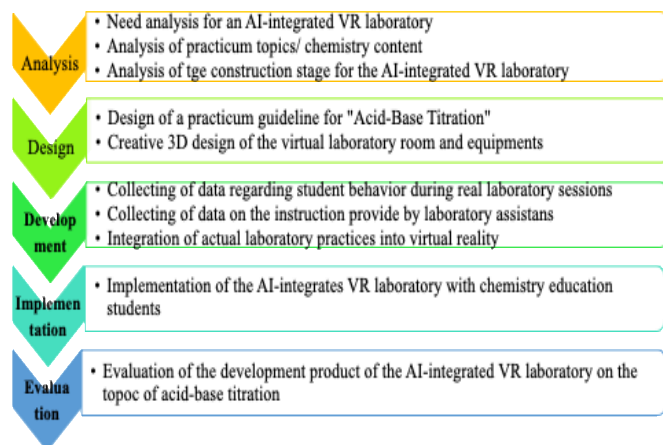 Analysis
• Need analysis for an AI-integrated VR laboratory
• Analysis of practicum topics/ chemistry content
• Analysis of tge construction stage for the AI-integrated VR laboratory
Design
• Design of a practicum guideline for "Acid-Base Titration"
• Creative 3D design of the virtual laboratory room and equipments
Develop
ment
• Collecting of data regarding student behavior during real laboratory sessions
• Collecting of data on the instruction provide by laboratory assistans
• Integration of actual laboratory practices into virtual reality
Implemen
tation
• Implementation of the AI-integrates VR laboratory with chemistry education
students
Evalua
tion
• Evaluation of the development product of the AI-integrated VR laboratory on the
topoc of acid-base titration